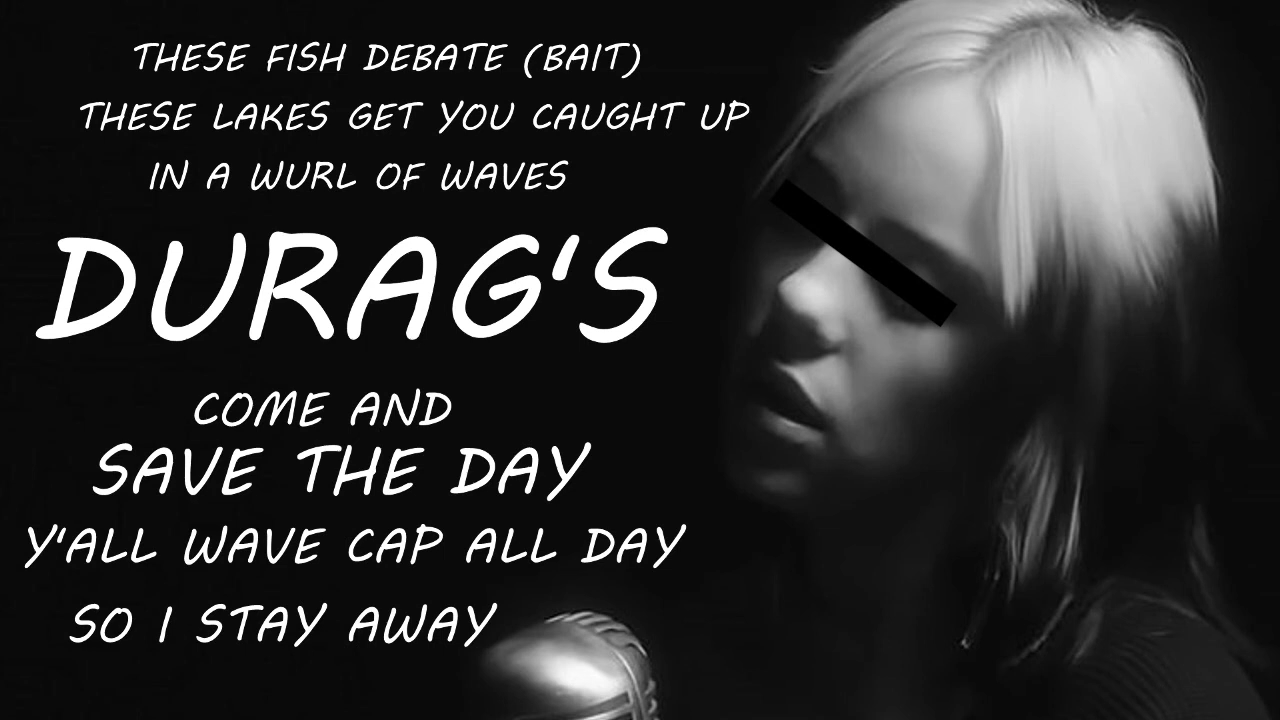 THESE FISH DEBATE (BAIT)
THESE LAKES GET YOU CAUGHT UP
IN A WURL OF WAVES
DURAG'S
COME AND
SAVE THE DAY
Y'ALL WAVE CAP ALL DAY
SO I STAY AWAY